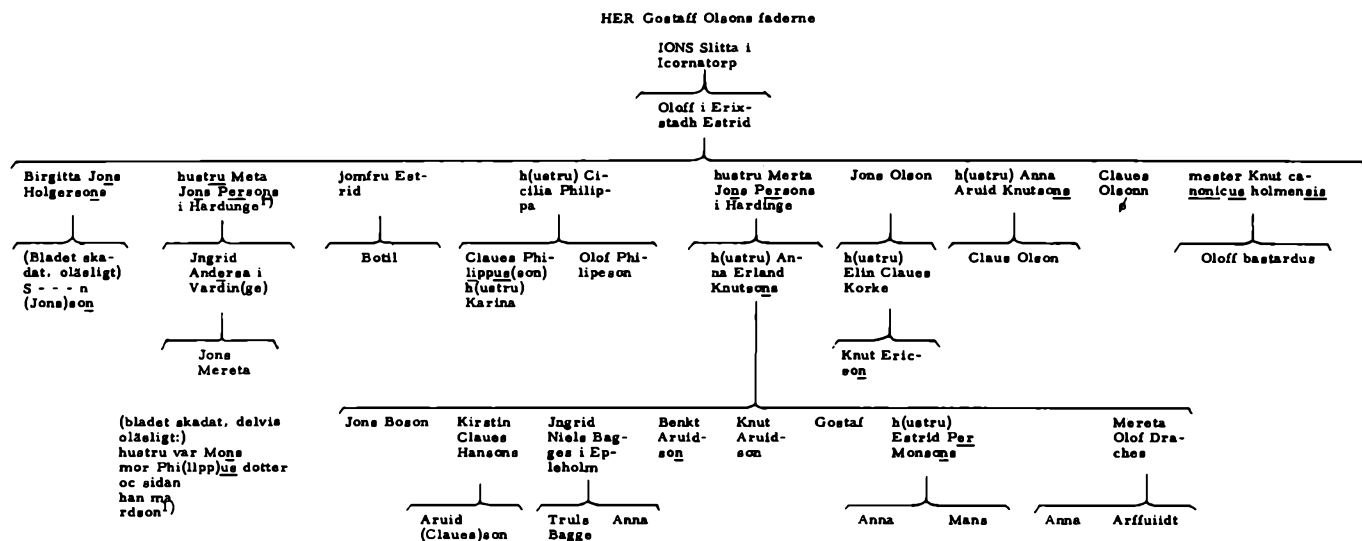 HER Gostaff Olsons faderne
IONS Slitta i
Icornatorp
Oloff i Erix-
stadh Estrid
Birgitta Jons
Holgersons
hustru Meta
Jons Persons
i Hardunge1)
jomfru Est-
rid
h(ustru) Ci-
cilia Philip-
pa
hustru Merta
Jons Persons
i Hardinge
Jons Olson
h(ustru) Anna
Aruid Knutsons
Claues
Olsonn
ø
mester Knut ca-
nonicus holmensis
(Bladet ska-
dat, oläsligt)
S - - - n
(Jons)son
Jngrid
Andersa i
Vardin(ge)
Botil
Claues Phi-
lippus(son)
h(ustru)
Karina
Olof Phi-
lipeson
h(ustru) An-
na Erland
Knutsons
h(ustru)
Elin Claues
Korke
Claus Olson
Oloff bastardus
Jons
Mereta
Knut Eric-
son
(bladet skadat, delvis
oläsligt:)
hustru var Mons
mor Phi(llpp)us dotter
oc sidan
han ma
rdson1)
Jons Boson
Kirstin
Claues
Hansons
Jngrid
Niels Bag-
ges i Ep-
leholm
Benkt
Aruid-
son
Knut
Aruid-
son
Gostaf
h(ustru)
Estrid Per
Monsons
Mereta
Olof Dra-
ches
Aruid
(Claues)son
Truls
Bagge
Anna
Anna
Mans
Anna
Arffuiidt